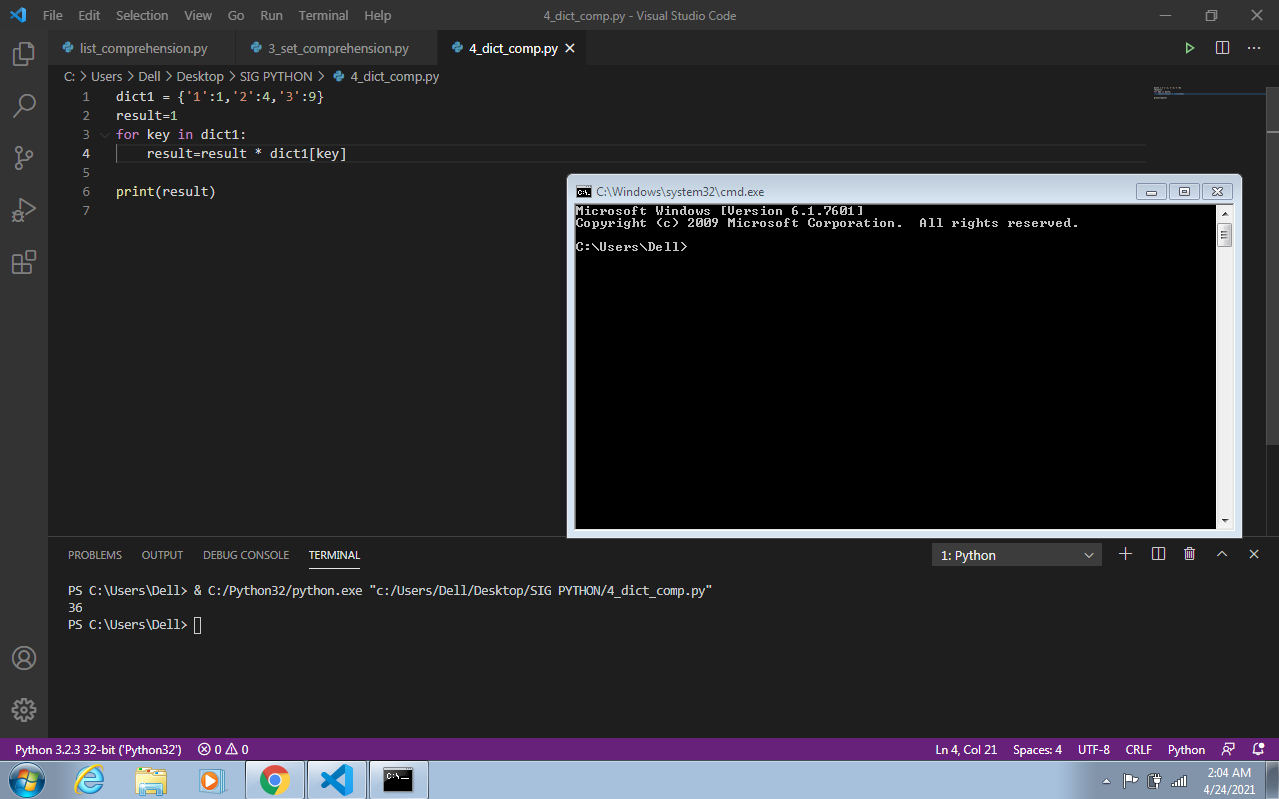 File Edit Selection View Go Run Terminal Help 4_dict_comp.py - Visual Studio Code
list_comprehension.py 3_set_comprehension.py 4_dict_comp.py
C: > Users > Dell > Desktop > SIG PYTHON > 4_dict_comp.py
1 dict1 = {'1':1,'2':4,'3':9}
2 result=1
3 for key in dict1:
4 result=result * dict1[key]
5
6 print(result)
7
C:\Windows\system32\cmd.exe
Microsoft Windows [Version 6.1.7601]
Copyright (c) 2009 Microsoft Corporation. All rights reserved.
C:\Users\Dell>
PROBLEMS OUTPUT DEBUG CONSOLE TERMINAL 1: Python
PS C:\Users\Dell> & C:/Python32/python.exe "c:/Users/Dell/Desktop/SIG PYTHON/4_dict_comp.py"
36
PS C:\Users\Dell>
Python 3.2.3 32-bit ('Python32') 0 0 Ln 4, Col 21 Spaces: 4 UTF-8 CRLF Python
2:04 AM
4/24/2021